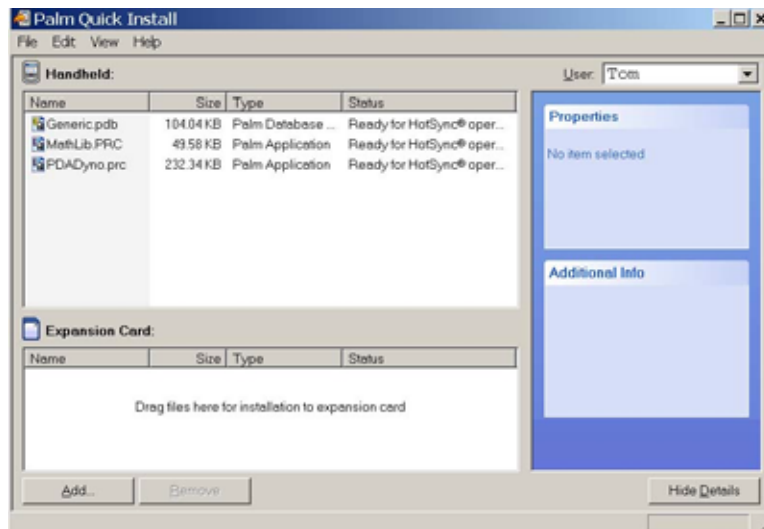 Palm Quick Install
File Edit View Help
Handheld:
User: Tom
Name Size Type Status
Generic.pdb 104.04 KB Palm Database ... Ready for HotSync® oper...
MathLib.PRC 49.58 KB Palm Application Ready for HotSync® oper...
PDADyno.prc 232.34 KB Palm Application Ready for HotSync® oper...
Properties
No item selected
Additional Info
Expansion Card:
Name Size Type Status
Drag files here for installation to expansion card
Add... Remove Hide Details